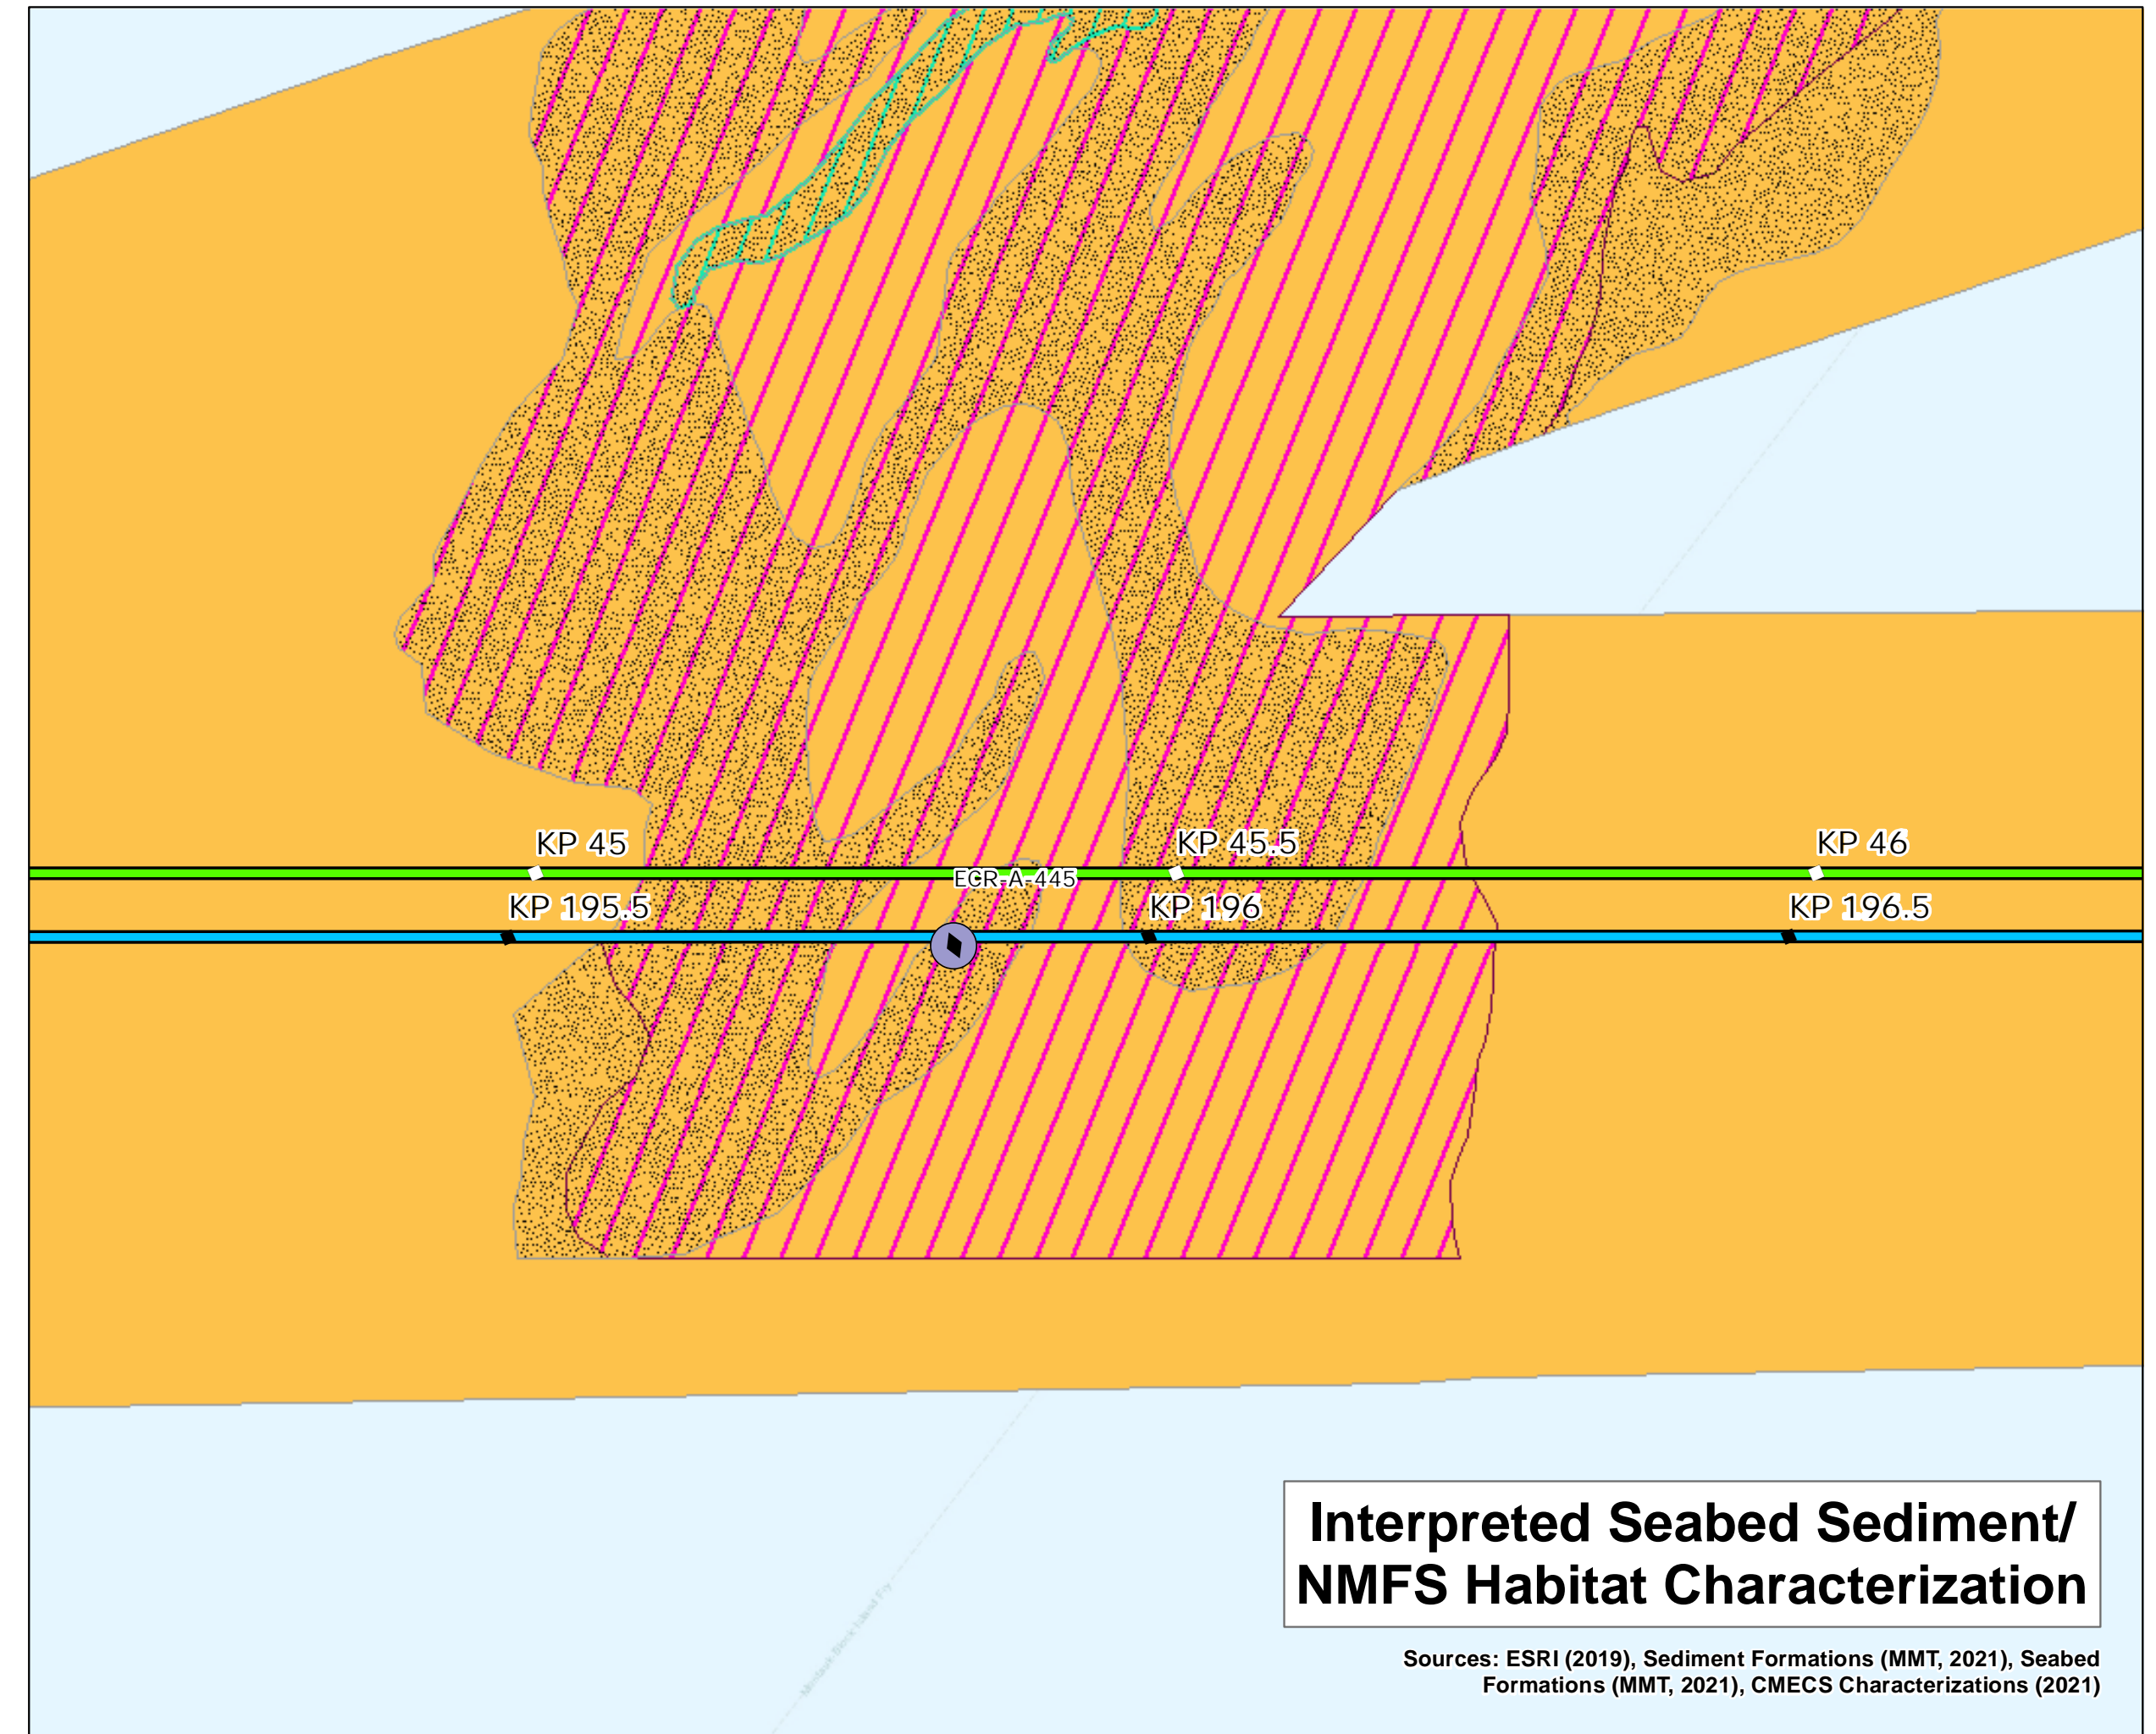 KP 45
KP 45.5
KP 46
ECR-A-445
KP 195.5
KP 196
KP 196.5
Interpreted Seabed Sediment/
NMFS Habitat Characterization
Sources: ESRI (2019), Sediment Formations (MMT, 2021), Seabed
Formations (MMT, 2021), CMECS Characterizations (2021)